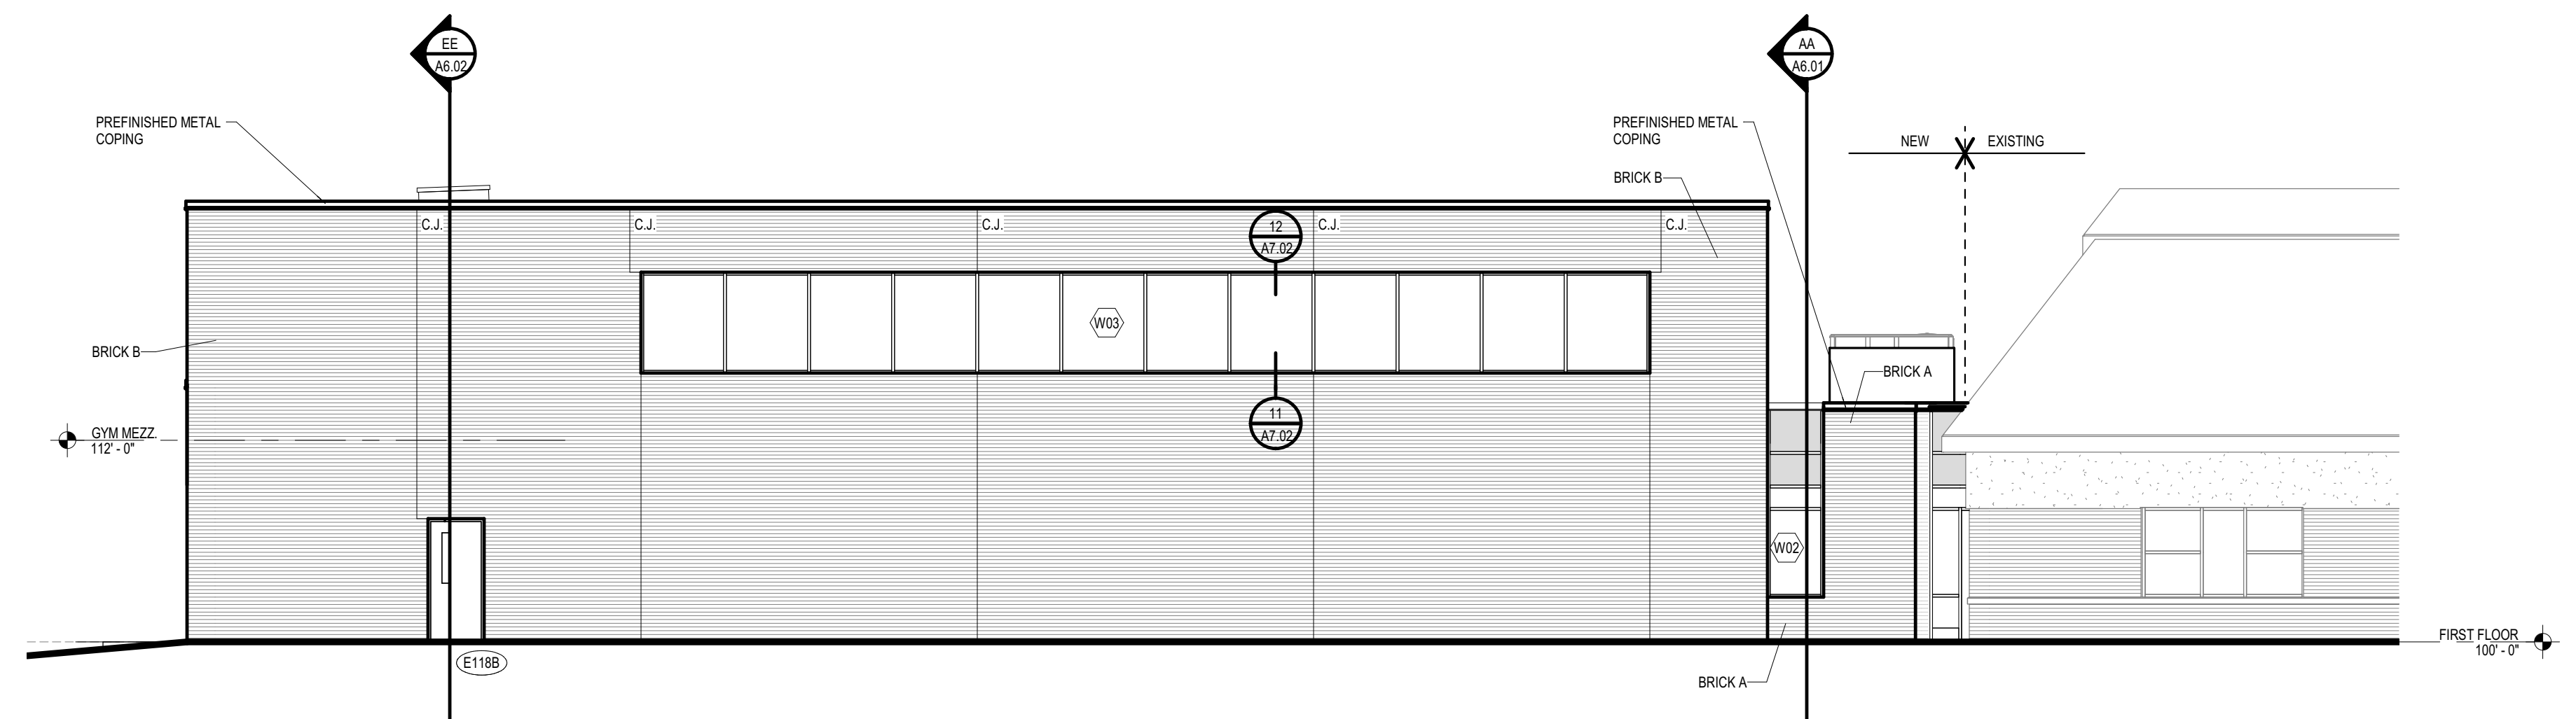 EE
A6.02
AA
A6.01
PREFINISHED METAL
COPING
PREFINISHED METAL
COPING
NEW
EXISTING
BRICK B
C.J.
C.J.
C.J.
C.J.
C.J.
12
A7.02
W03
BRICK B
BRICK A
11
A7.02
GYM MEZZ.
112' - 0"
W02
E118B
FIRST FLOOR
100' - 0"
BRICK A